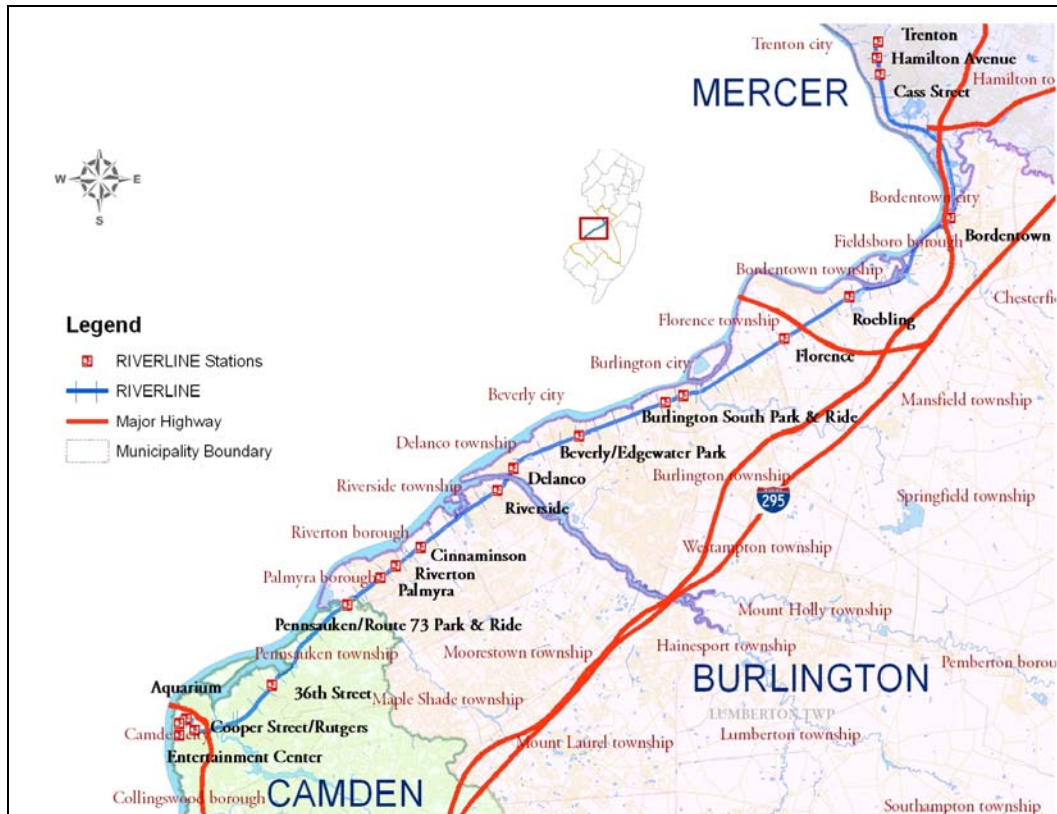 Trenton
Trenton city
Hamilton Avenue
MERCER
Hamilton to
Cass Street
W
E
N
S
Bordentown city
Bordentown
Fieldsboro borough
Bordentown township
Chesterfie
Roebling
Legend
RIVERLINE Stations
RIVERLINE
Major Highway
Municipality Boundary
Florence township
Florence
Burlington city
Beverly city
Mansfield township
Burlington South Park & Ride
Delanco township
Beverly/Edgewater Park
Burlington township
Delanco
Riverside township
295
Springfield township
Riverside
Riverton borough
Westampton township
Cinnaminson
Riverton
Palmyra borough
Palmyra
Mount Holly township
Pennsauken/Route 73 Park & Ride
Hainesport township
Pennsauken township
Moorestown township
Pemberton borou
BURLINGTON
Aquarium
36th Street
Maple Shade township
LUMBERTON TWP
Cooper Street/Rutgers
Camden city
Mount Laurel township
Lumberton township
Entertainment Center
CAMDEN
Collingswood borough
Southampton township